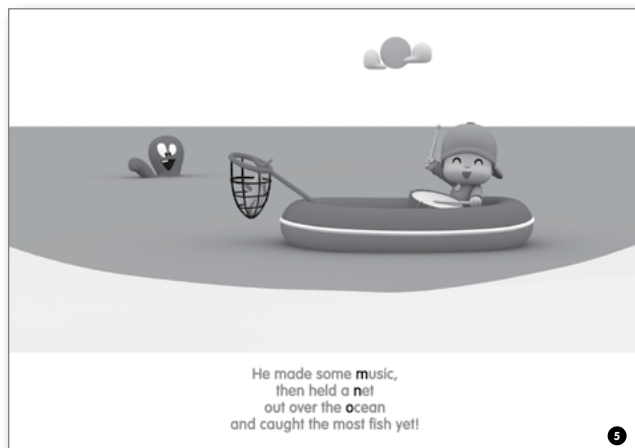 He made some music,
then held a net
out over the ocean
and caught the most fish yet!
5